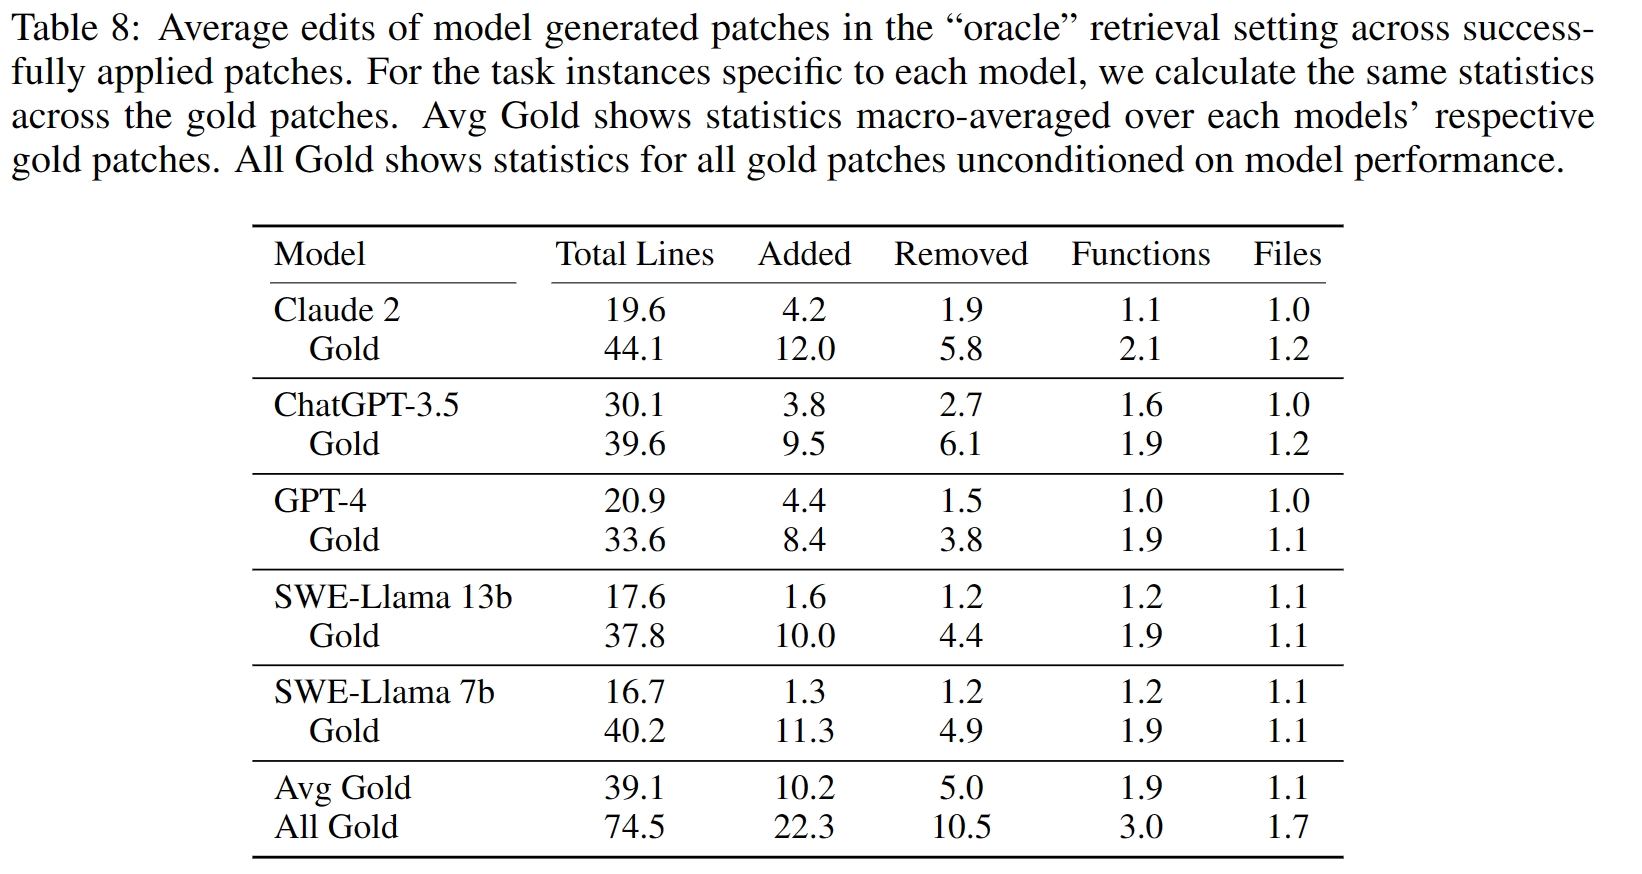 Table 8: Average edits of model generated patches in the “oracle” retrieval setting across success-
fully applied patches. For the task instances specific to each model, we calculate the same statistics
across the gold patches. Avg Gold shows statistics macro-averaged over each models’ respective
gold patches. All Gold shows statistics for all gold patches unconditioned on model performance.
Model Total Lines Added Removed Functions Files
Claude 2 19.6 4.2 1.9 1.1 1.0
Gold 44.1 12.0 5.8 2.1 1.2
ChatGPT-3.5 30.1 3.8 2.7 1.6 1.0
Gold 39.6 9.5 6.1 1.9 1.2
GPT-4 20.9 4.4 1.5 1.0 1.0
Gold 33.6 8.4 3.8 1.9 1.1
SWE-Llama 13b 17.6 1.6 1.2 1.2 1.1
Gold 37.8 10.0 4.4 1.9 1.1
SWE-Llama 7b 16.7 1.3 1.2 1.2 1.1
Gold 40.2 11.3 4.9 1.9 1.1
Avg Gold 39.1 10.2 5.0 1.9 1.1
All Gold 74.5 22.3 10.5 3.0 1.7